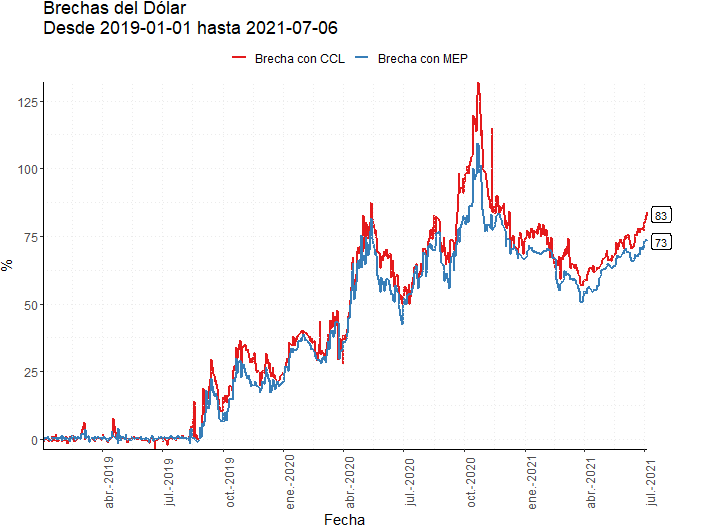 Brechas del Dólar
Desde 2019-01-01 hasta 2021-07-06
Brecha con CCL
Brecha con MEP
%
125
100
75
50
25
0
83
73
abr.-2019
jul.-2019
oct.-2019
ene.-2020
abr.-2020
jul.-2020
oct.-2020
ene.-2021
abr.-2021
jul.-2021
Fecha